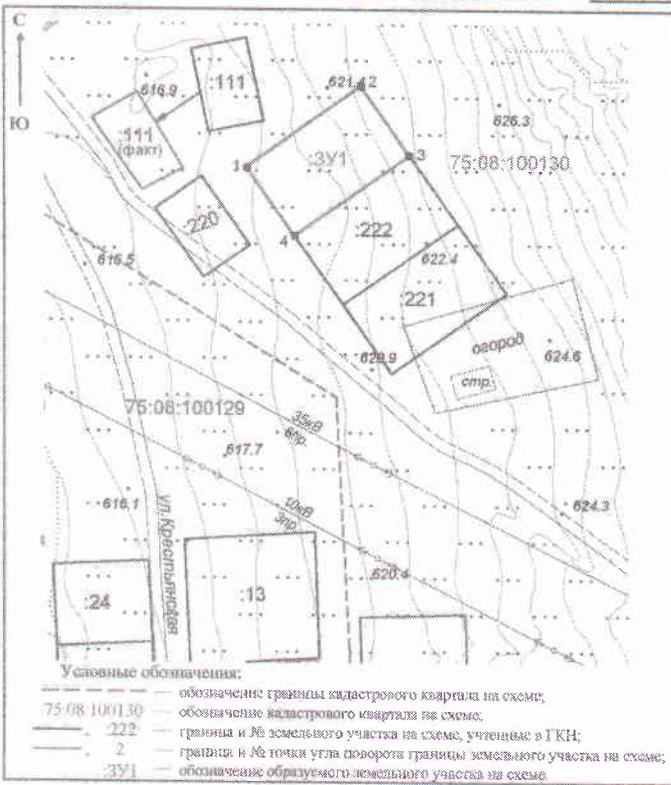 С
Ю
616.9
:111
621.4
2
626.3
:111
(факт)
1
:ЗУ1
3
75:08:100130
:220
4
:222
616.5
622.4
:221
огород
620.9
624.6
стр.
75:08:100129
35кВ
6пр.
617.7
616.1
10кВ
3пр.
624.3
ул.Крестьянская
620.4
:24
:13
Условные обозначения:
— обозначение границы кадастрового квартала на схеме;
75:08:100130 — обозначение кадастрового квартала на схеме;
:222 — граница и № земельного участка на схеме, учтенные в ГКН;
2 — граница и № точки угла поворота границы земельного участка на схеме;
:ЗУ1 — обозначение образуемого земельного участка на схеме.